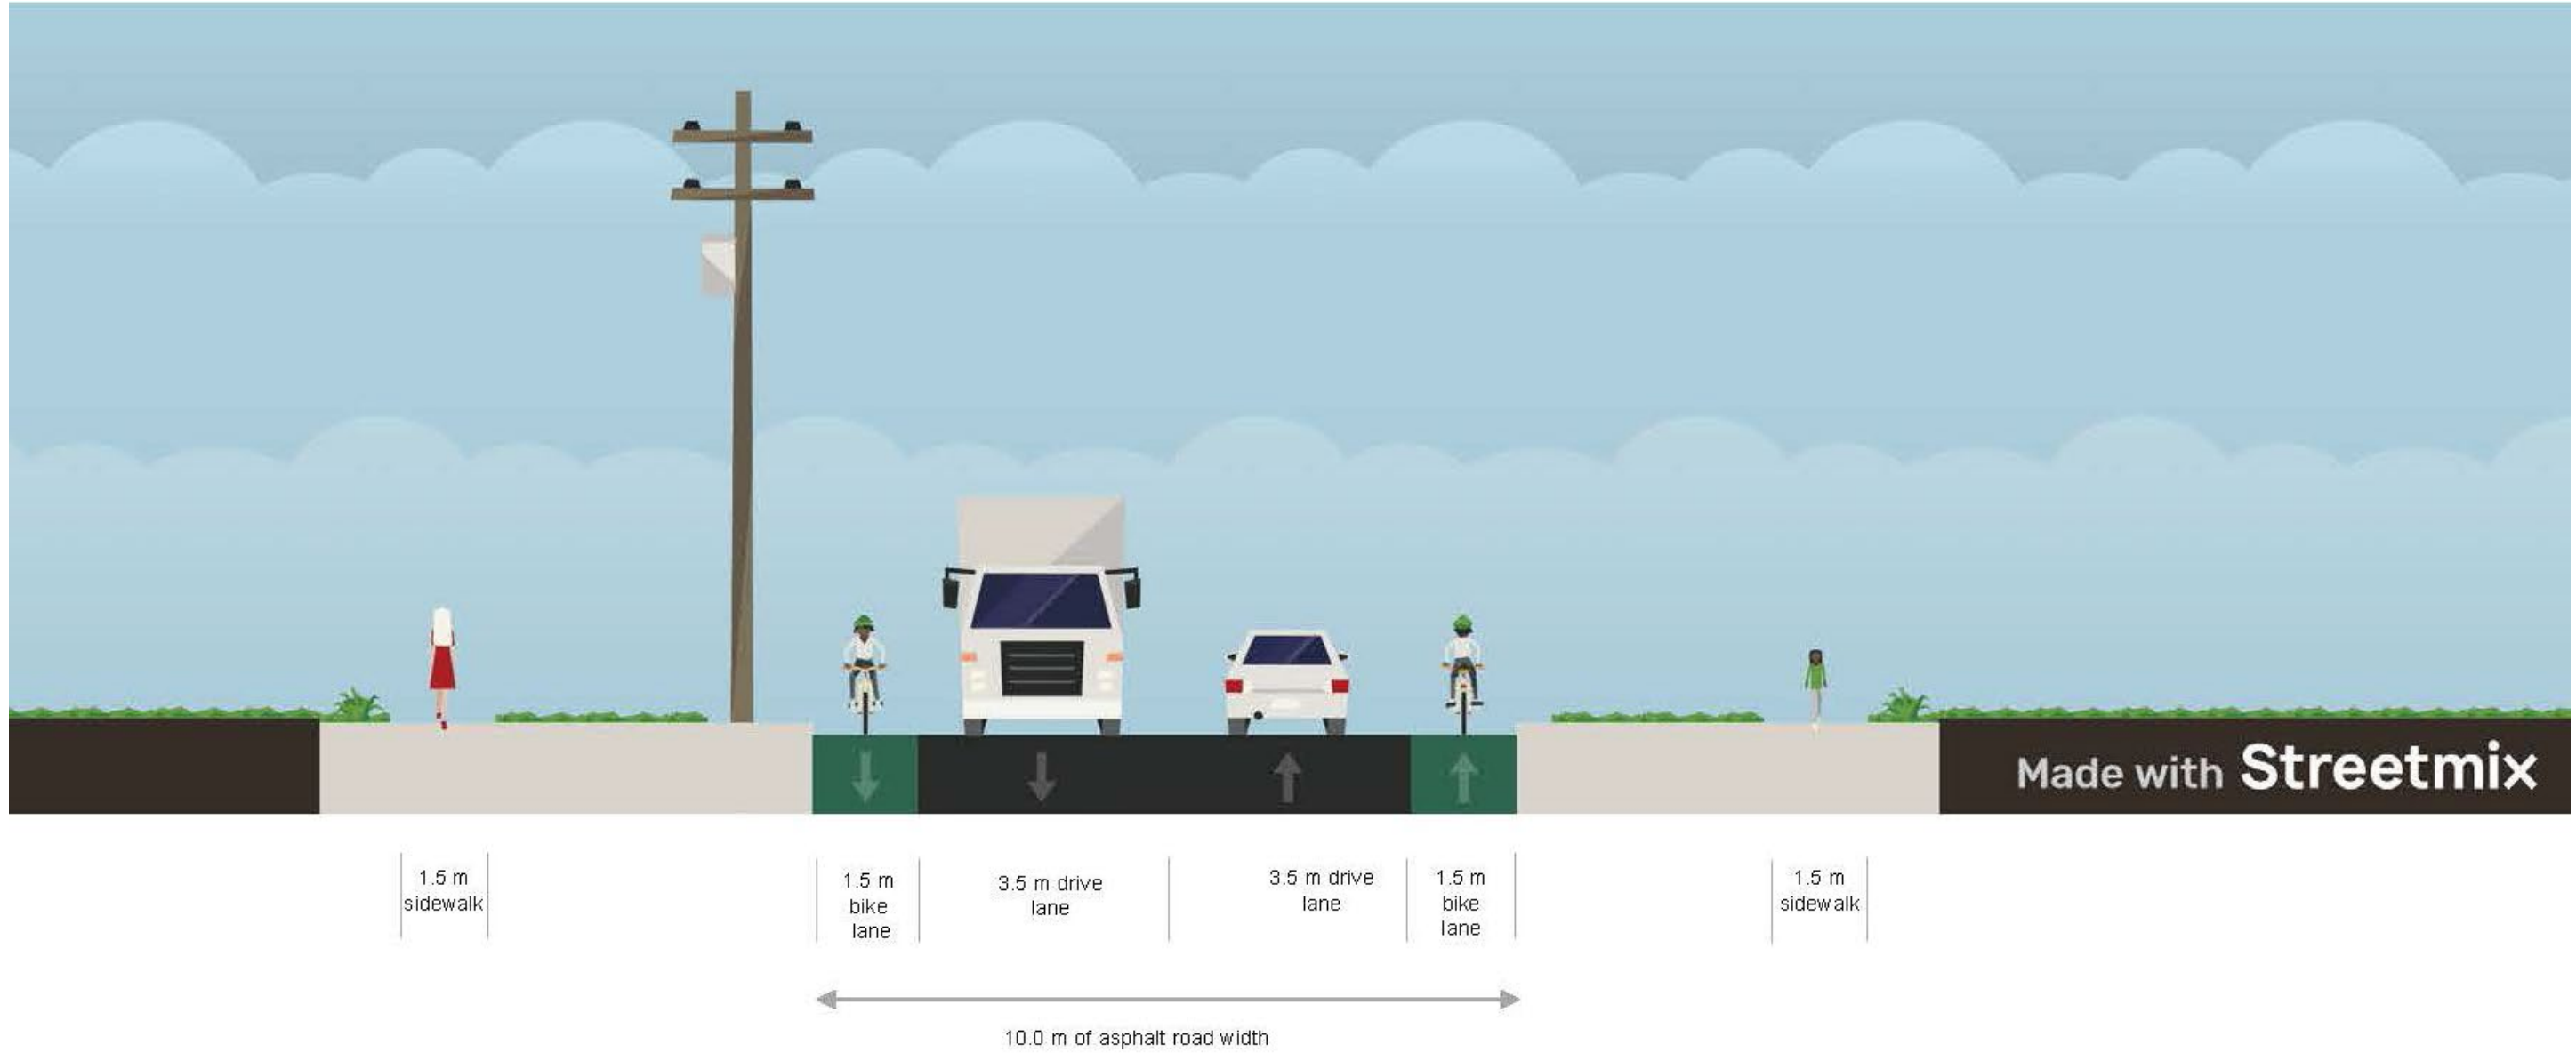 Made with Streetmix
1.5 m
sidewalk
1.5 m
bike
lane
3.5 m drive
lane
3.5 m drive
lane
1.5 m
bike
lane
1.5 m
sidewalk
10.0 m of asphalt road width